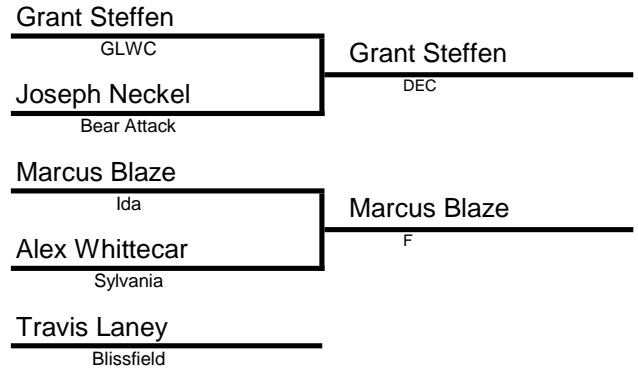 Grant Steffen
GLWC
Grant Steffen
DEC
Joseph Neckel
Bear Attack
Marcus Blaze
Ida
Marcus Blaze
F
Alex Whittecar
Sylvania
Travis Laney
Blissfield